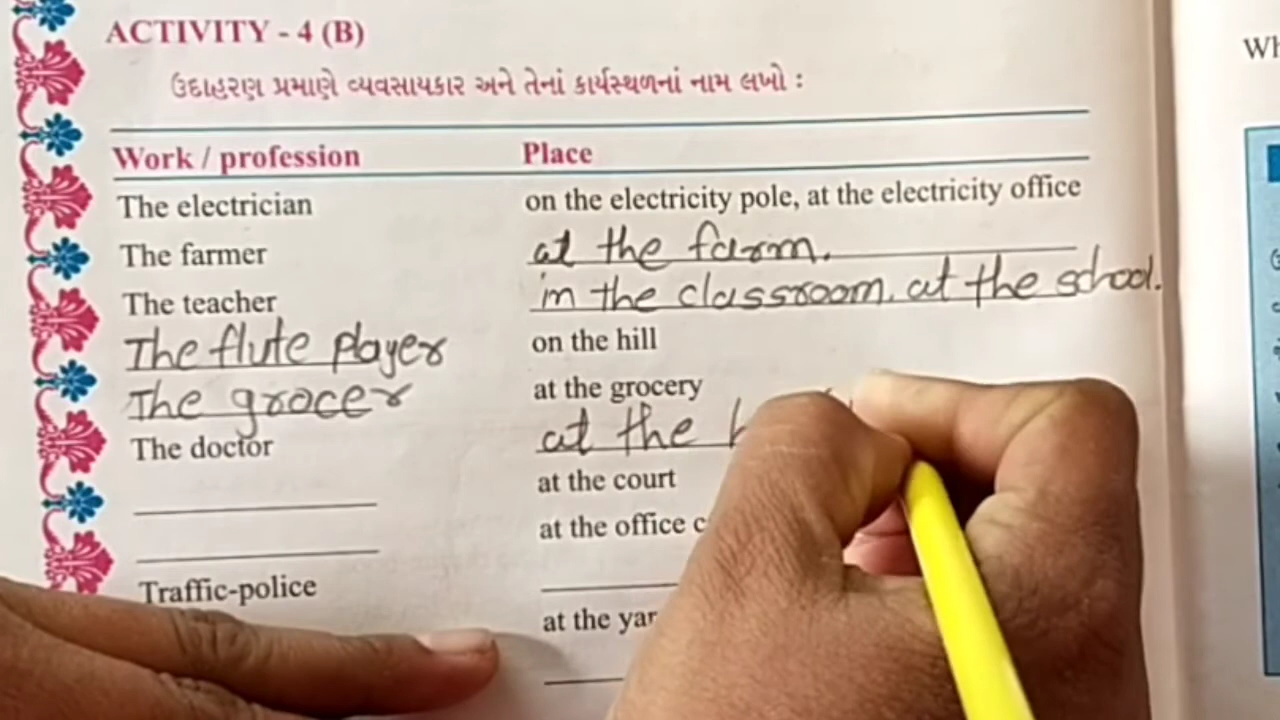 ACTIVITY - 4 (B)
ઉદાહરણ પ્રમાણે વ્યવસાયકાર અને તેનાં કાર્યસ્થળનાં નામ લખો :
Work / profession Place
The electrician on the electricity pole, at the electricity office
The farmer at the farm.
The teacher in the classroom, at the school.
The flute player on the hill
The grocer at the grocery
The doctor at the
at the court
at the office
Traffic-police
at the